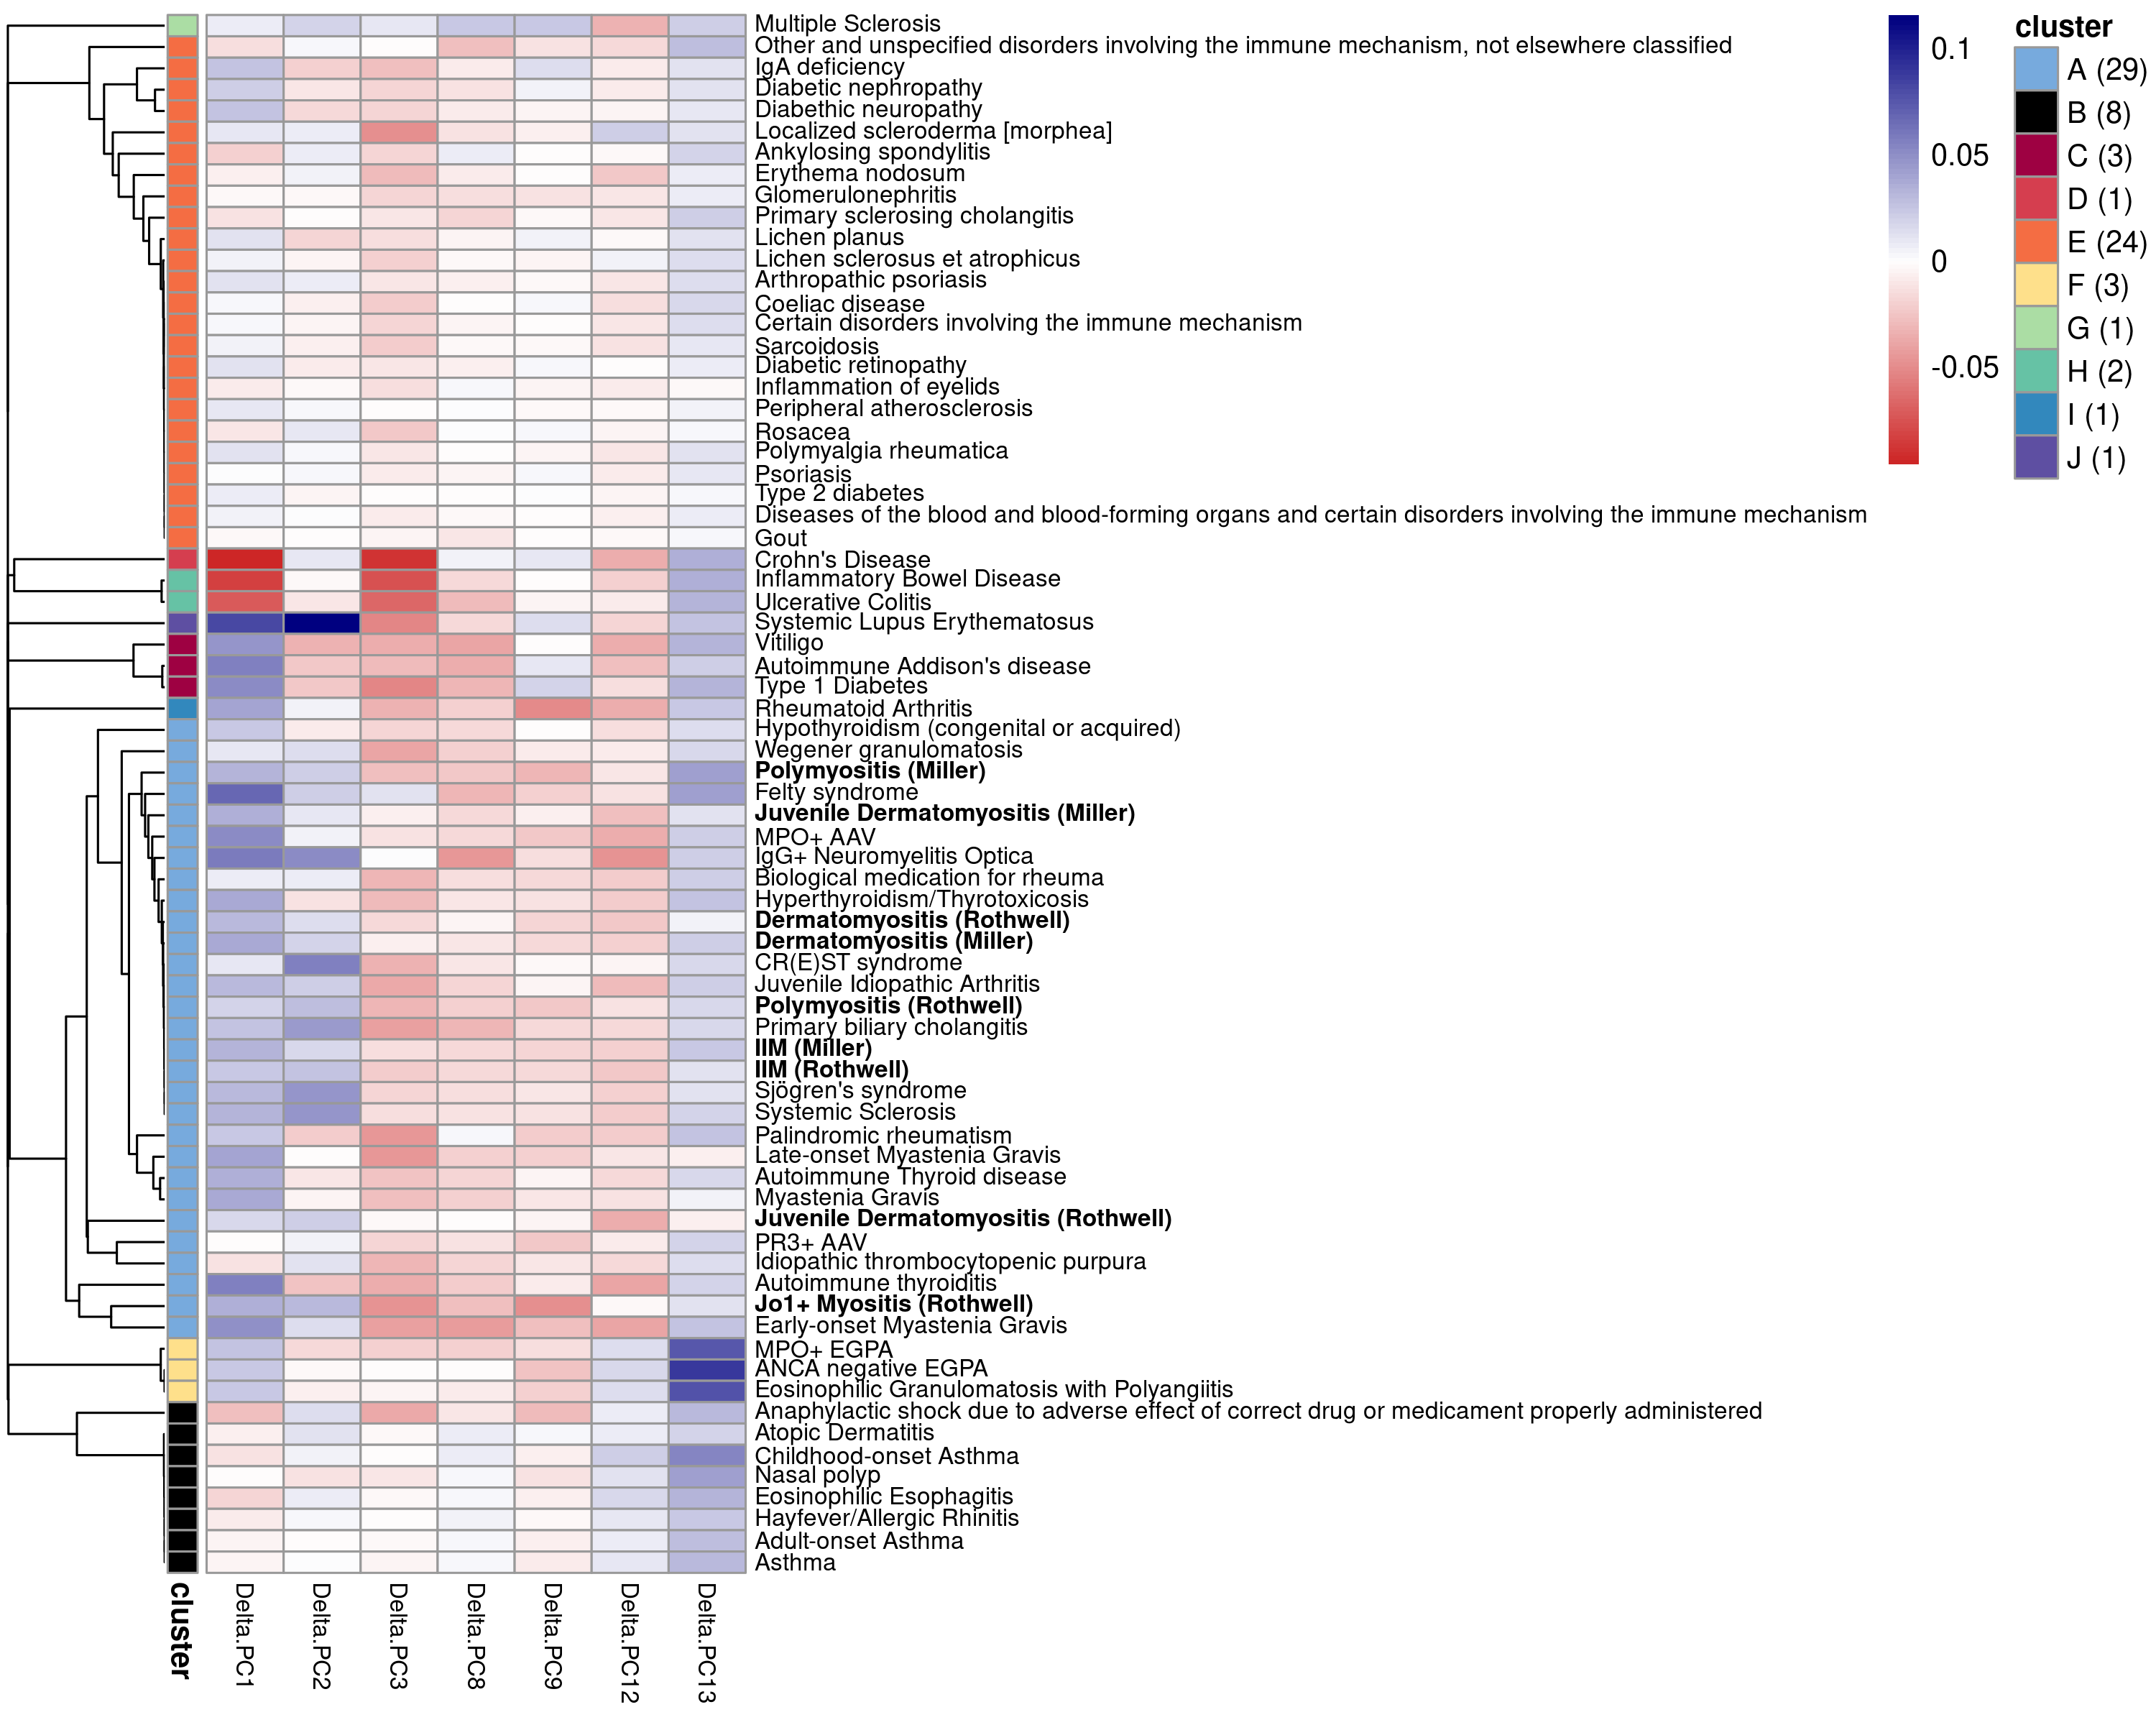 Multiple Sclerosis
Other and unspecified disorders involving the immune mechanism, not elsewhere classified
IgA deficiency
Diabetic nephropathy
Diabethic neuropathy
Localized scleroderma [morphea]
Ankylosing spondylitis
Erythema nodosum
Glomerulonephritis
Primary sclerosing cholangitis
Lichen planus
Lichen sclerosus et atrophicus
Arthropathic psoriasis
Coeliac disease
Certain disorders involving the immune mechanism
Sarcoidosis
Diabetic retinopathy
Inflammation of eyelids
Peripheral atherosclerosis
Rosacea
Polymyalgia rheumatica
Psoriasis
Type 2 diabetes
Diseases of the blood and blood-forming organs and certain disorders involving the immune mechanism
Gout
Crohn's Disease
Inflammatory Bowel Disease
Ulcerative Colitis
Systemic Lupus Erythematosus
Vitiligo
Autoimmune Addison's disease
Type 1 Diabetes
Rheumatoid Arthritis
Hypothyroidism (congenital or acquired)
Wegener granulomatosis
Polymyositis (Miller)
Felty syndrome
Juvenile Dermatomyositis (Miller)
MPO+ AAV
IgG+ Neuromyelitis Optica
Biological medication for rheuma
Hyperthyroidism/Thyrotoxicosis
Dermatomyositis (Rothwell)
Dermatomyositis (Miller)
CR(E)ST syndrome
Juvenile Idiopathic Arthritis
Polymyositis (Rothwell)
Primary biliary cholangitis
IIM (Miller)
IIM (Rothwell)
Sjögren's syndrome
Systemic Sclerosis
Palindromic rheumatism
Late-onset Myastenia Gravis
Autoimmune Thyroid disease
Myastenia Gravis
Juvenile Dermatomyositis (Rothwell)
PR3+ AAV
Idiopathic thrombocytopenic purpura
Autoimmune thyroiditis
Jo1+ Myositis (Rothwell)
Early-onset Myastenia Gravis
MPO+ EGPA
ANCA negative EGPA
Eosinophilic Granulomatosis with Polyangiitis
Anaphylactic shock due to adverse effect of correct drug or medicament properly administered
Atopic Dermatitis
Childhood-onset Asthma
Nasal polyp
Eosinophilic Esophagitis
Hayfever/Allergic Rhinitis
Adult-onset Asthma
Asthma
cluster
Delta.PC1
Delta.PC2
Delta.PC3
Delta.PC8
Delta.PC9
Delta.PC12
Delta.PC13
0.1
0.05
0
-0.05
cluster
A (29)
B (8)
C (3)
D (1)
E (24)
F (3)
G (1)
H (2)
I (1)
J (1)